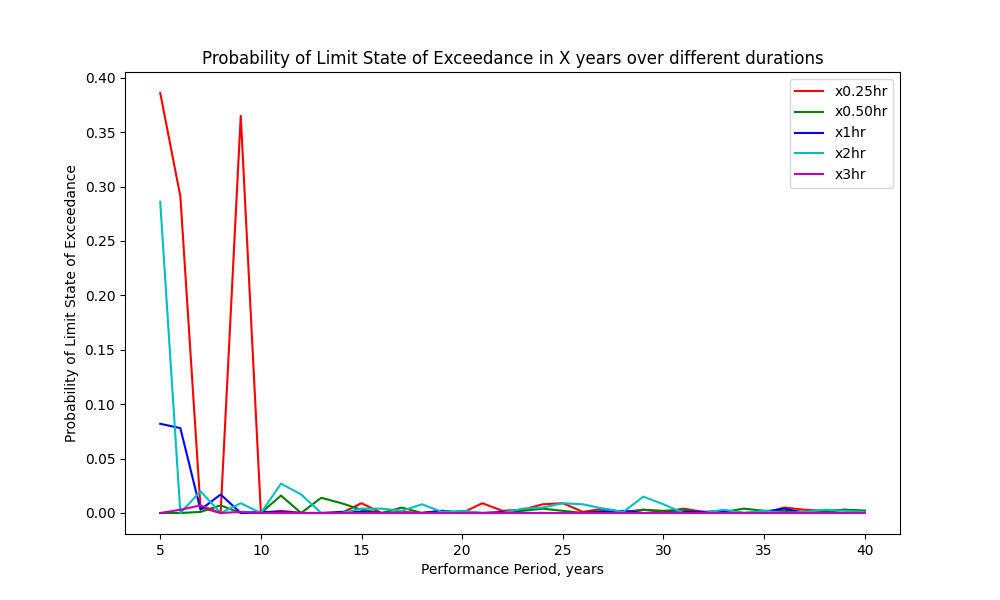 Probability of Limit State of Exceedance in X years over different durations
Probability of Limit State of Exceedance
0.40
0.35
0.30
0.25
0.20
0.15
0.10
0.05
0.00
x0.25hr
x0.50hr
x1hr
x2hr
x3hr
5 10 15 20 25 30 35 40
Performance Period, years